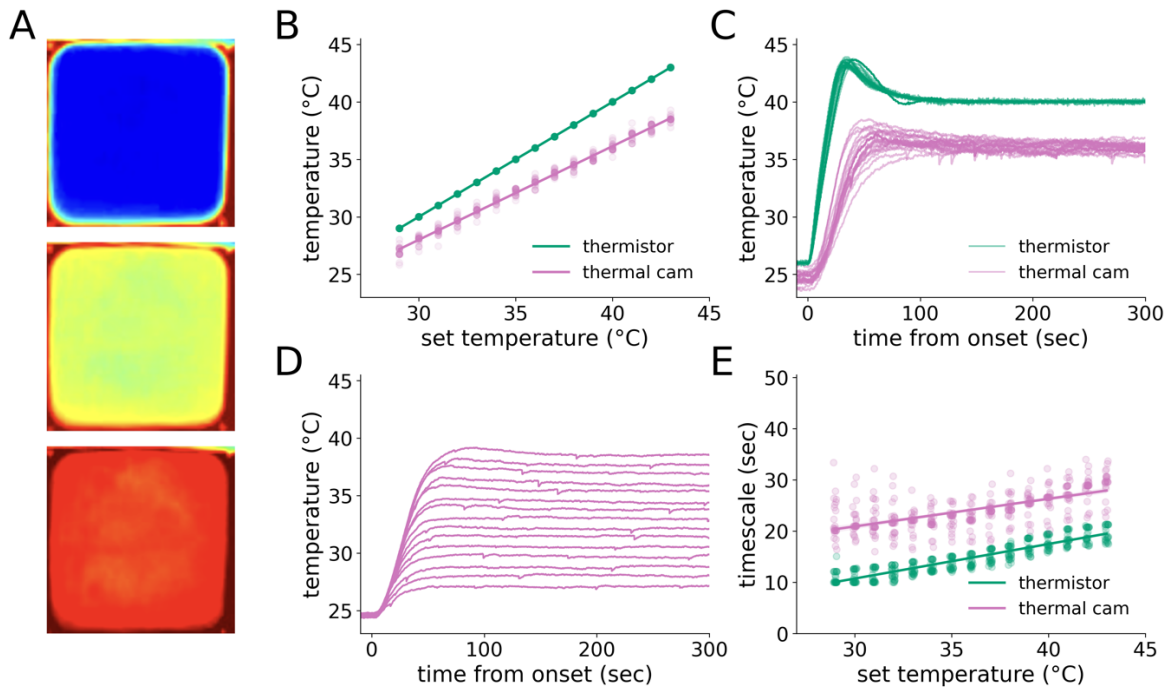 A
B
45
40
35
30
25
temperature (°C)
thermistor
thermal cam
30
35
40
45
set temperature (°C)
C
45
40
35
30
25
temperature (°C)
thermistor
thermal cam
0
100
200
300
time from onset (sec)
D
45
40
35
30
25
temperature (°C)
0
100
200
300
time from onset (sec)
E
50
40
30
20
10
0
timescale (sec)
thermistor
thermal cam
30
35
40
45
set temperature (°C)